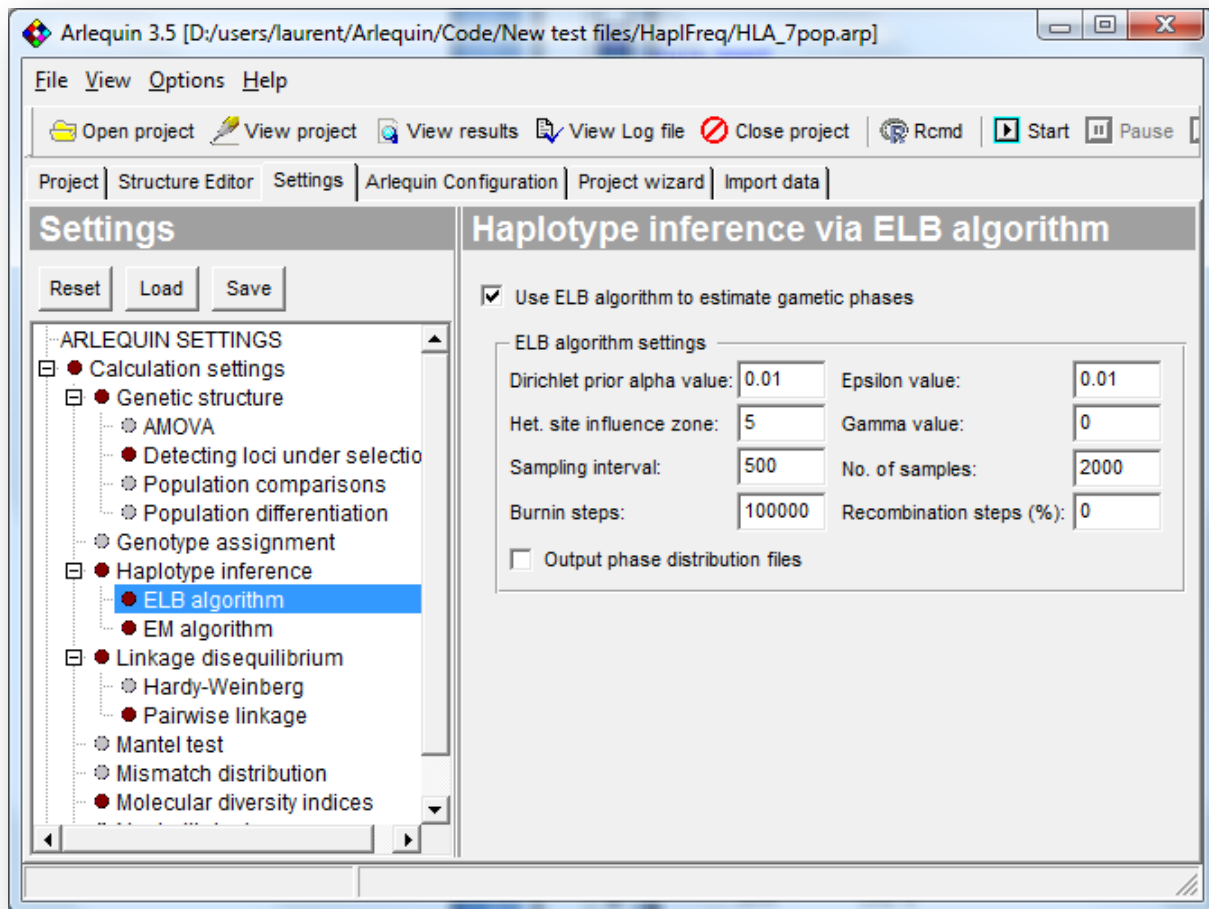 Arlequin 3.5 [D:/users/laurent/Arlequin/Code/New test files/HaplFreq/HLA_7pop.arp]
File View Options Help
Open project View project View results View Log file Close project Rcmd Start Pause
Project Structure Editor Settings Arlequin Configuration Project wizard Import data
Settings
Reset Load Save
ARLEQUIN SETTINGS
Calculation settings
Genetic structure
AMOVA
Detecting loci under selectio
Population comparisons
Population differentiation
Genotype assignment
Haplotype inference
ELB algorithm
EM algorithm
Linkage disequilibrium
Hardy-Weinberg
Pairwise linkage
Mantel test
Mismatch distribution
Molecular diversity indices
Haplotype inference via ELB algorithm
Use ELB algorithm to estimate gametic phases
ELB algorithm settings
Dirichlet prior alpha value: 0.01 Epsilon value: 0.01
Het. site influence zone: 5 Gamma value: 0
Sampling interval: 500 No. of samples: 2000
Burnin steps: 100000 Recombination steps (%): 0
Output phase distribution files